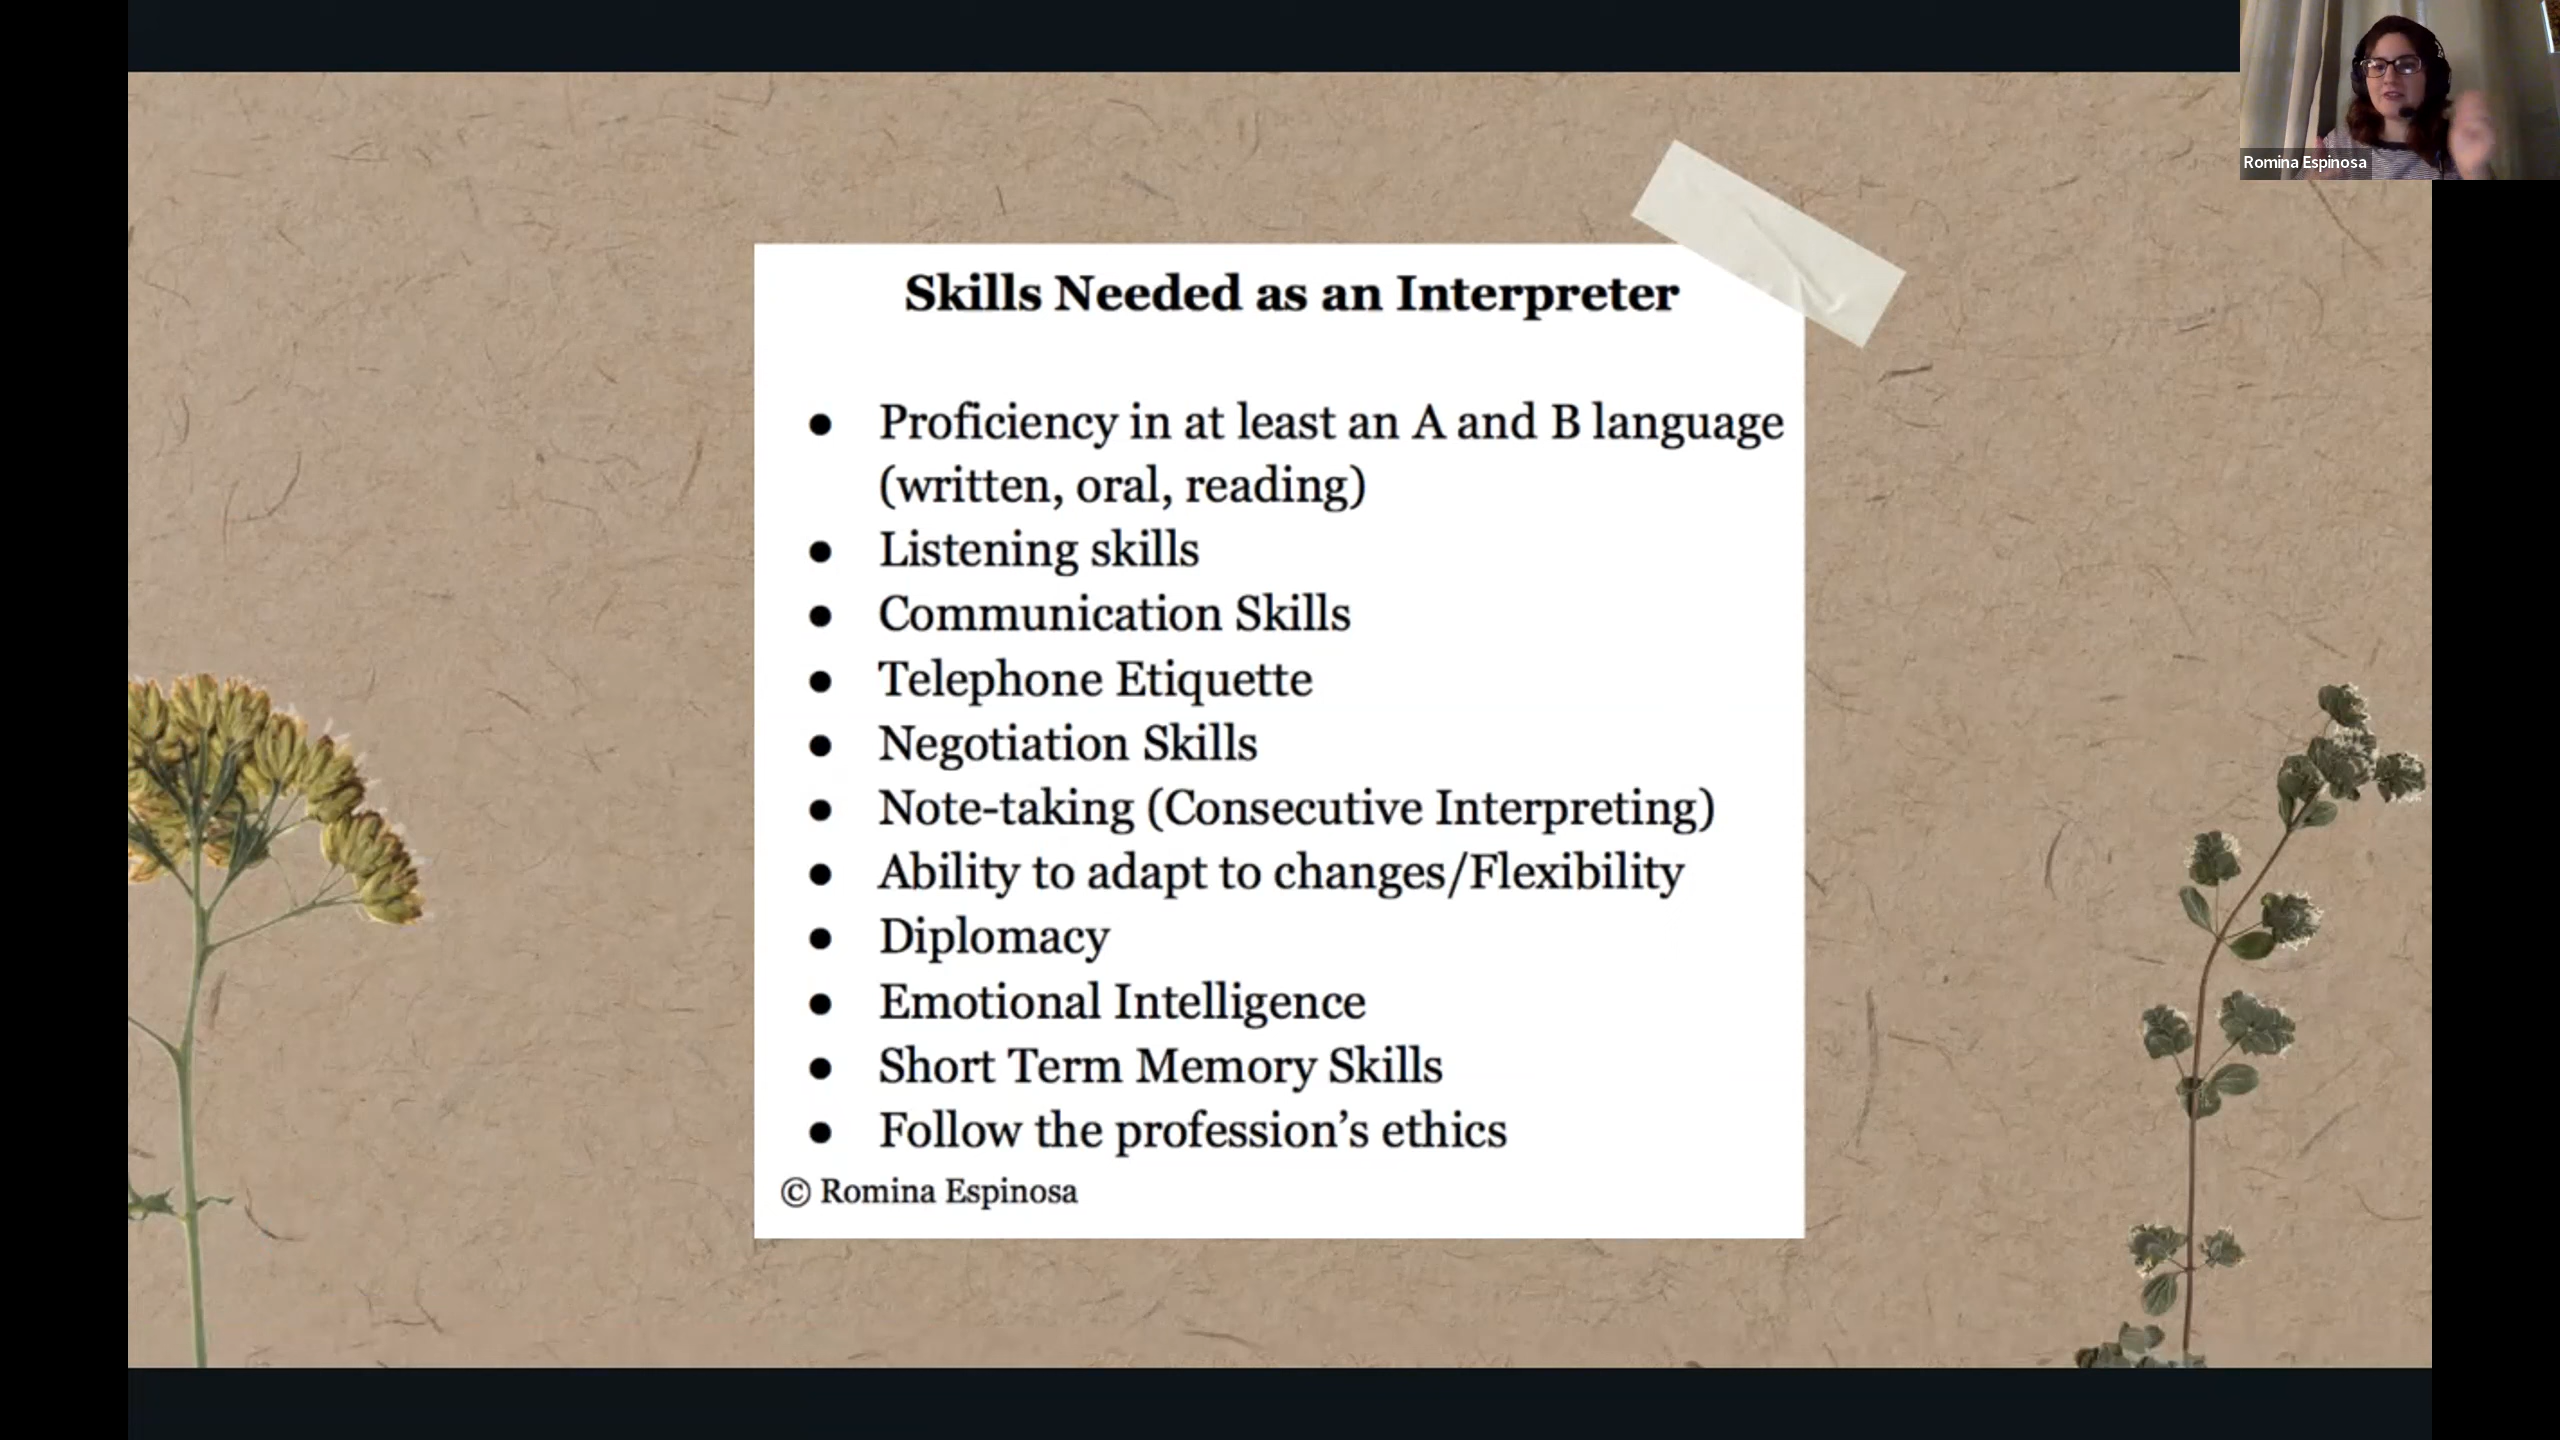 Romina Espinosa
Skills Needed as an Interpreter
● Proficiency in at least an A and B language
(written, oral, reading)
● Listening skills
● Communication Skills
● Telephone Etiquette
● Negotiation Skills
● Note-taking (Consecutive Interpreting)
● Ability to adapt to changes/Flexibility
● Diplomacy
● Emotional Intelligence
● Short Term Memory Skills
● Follow the profession’s ethics
© Romina Espinosa